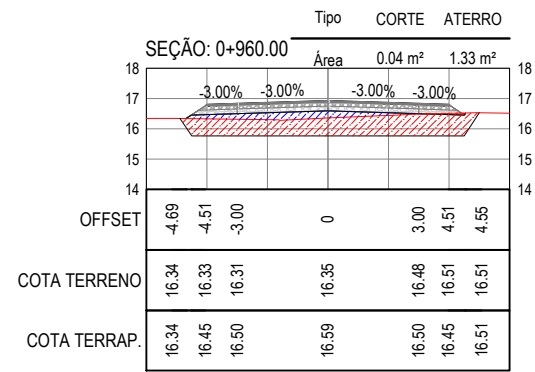 Tipo CORTE ATERRO
SEÇÃO: 0+960.00 Área 0.04 m² 1.33 m²
18 18
-3.00% -3.00% -3.00% -3.00%
17 17
16 16
15 15
14 14
OFFSET -4.69 -4.51 -3.00 0 3.00 4.51 4.55
COTA TERRENO 16.34 16.33 16.31 16.35 16.48 16.51 16.51
COTA TERRAP. 16.34 16.45 16.50 16.59 16.50 16.45 16.51